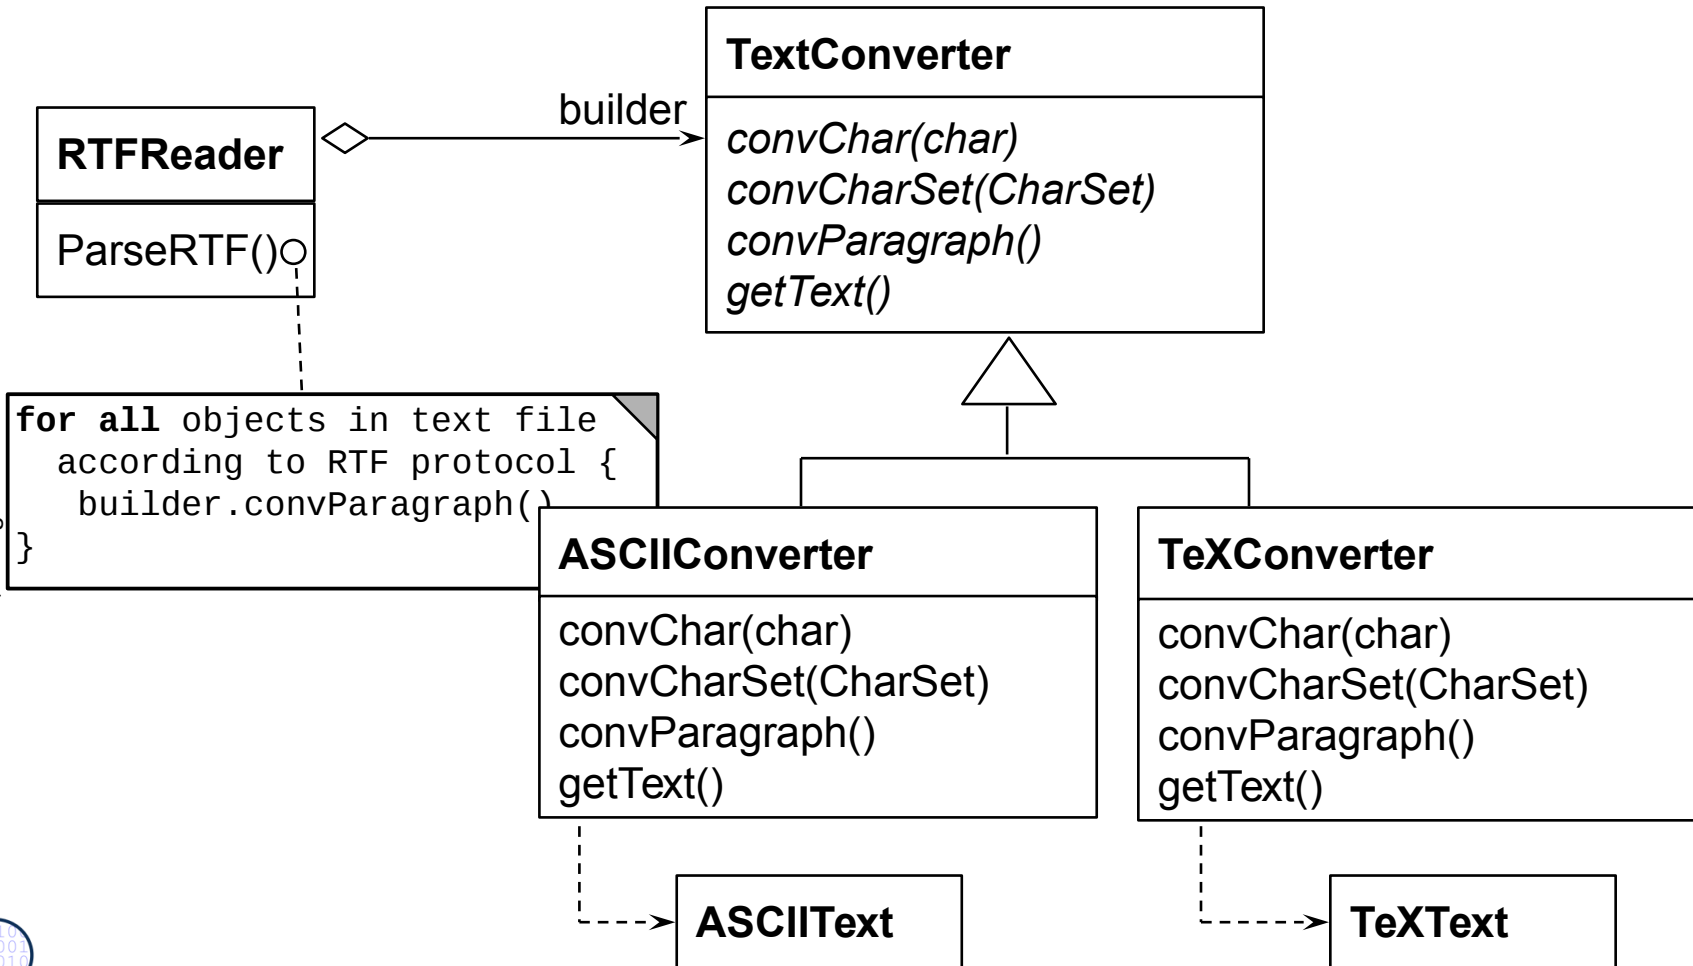 TextConverter
builder
convChar(char)
convCharSet(CharSet)
convParagraph()
getText()
RTFReader
ParseRTF()
for all objects in text file
according to RTF protocol {
builder.convParagraph()
}
ASCIIConverter
convChar(char)
convCharSet(CharSet)
convParagraph()
getText()
TeXConverter
convChar(char)
convCharSet(CharSet)
convParagraph()
getText()
ASCIIText
TeXText